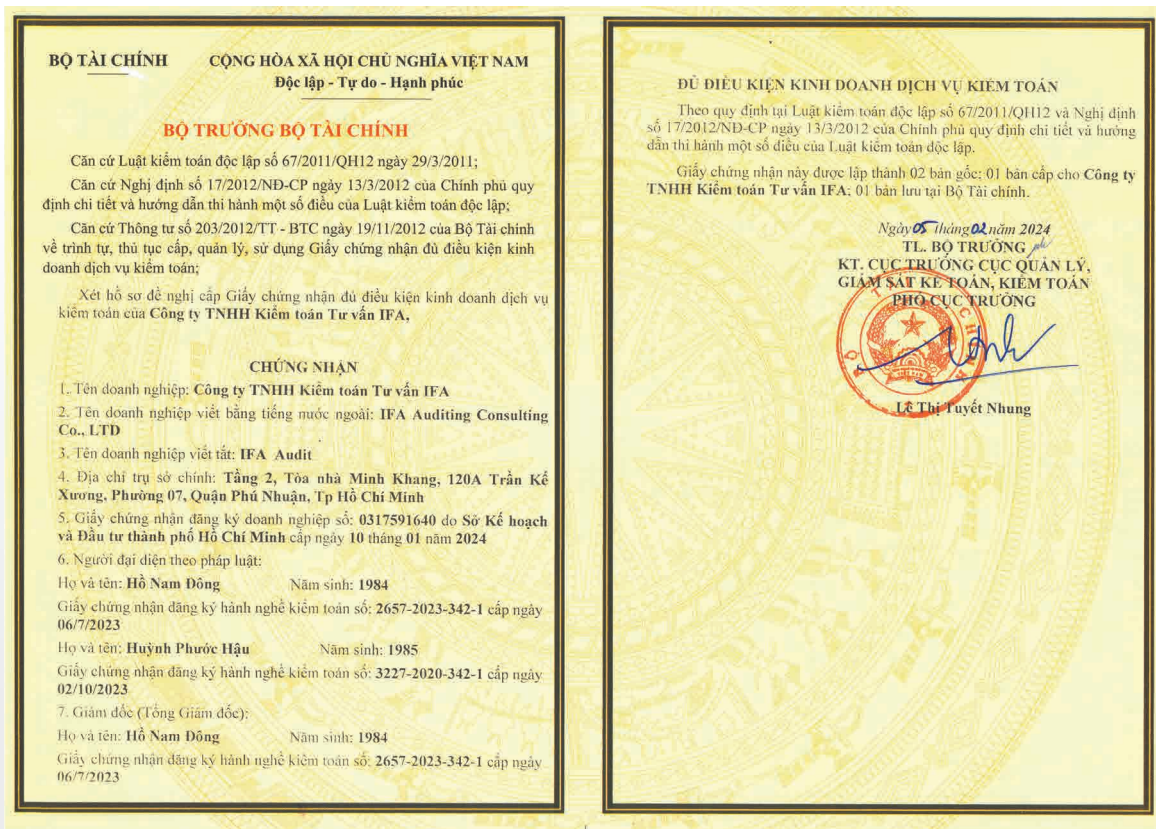 BỘ TÀI CHÍNH
CỘNG HÒA XÃ HỘI CHỦ NGHĨA VIỆT NAM
Độc lập - Tự do - Hạnh phúc
BỘ TRƯỞNG BỘ TÀI CHÍNH
Căn cứ Luật kiểm toán độc lập số 67/2011/QH12 ngày 29/3/2011;
Căn cứ Nghị định số 17/2012/NĐ-CP ngày 13/3/2012 của Chính phủ quy
định chi tiết và hướng dẫn thi hành một số điều của Luật kiểm toán độc lập;
Căn cứ Thông tư số 203/2012/TT - BTC ngày 19/11/2012 của Bộ Tài chính
về trình tự, thủ tục cấp, quản lý, sử dụng Giấy chứng nhận đủ điều kiện kinh
doanh dịch vụ kiểm toán;
Xét hồ sơ đề nghị cấp Giấy chứng nhận đủ điều kiện kinh doanh dịch vụ
kiểm toán của Công ty TNHH Kiểm toán Tư vấn IFA,
CHỨNG NHẬN
1. Tên doanh nghiệp: Công ty TNHH Kiểm toán Tư vấn IFA
2. Tên doanh nghiệp viết bằng tiếng nước ngoài: IFA Auditing Consulting
Co., LTD
3. Tên doanh nghiệp viết tắt: IFA Audit
4. Địa chỉ trụ sở chính: Tầng 2, Tòa nhà Minh Khang, 120A Trần Kế
Xương, Phường 07, Quận Phú Nhuận, Tp Hồ Chí Minh
5. Giấy chứng nhận đăng ký doanh nghiệp số: 0317591640 do Sở Kế hoạch
và Đầu tư thành phố Hồ Chí Minh cấp ngày 10 tháng 01 năm 2024
6. Người đại diện theo pháp luật:
Họ và tên: Hồ Nam Đông Năm sinh: 1984
Giấy chứng nhận đăng ký hành nghề kiểm toán số: 2657-2023-342-1 cấp ngày
06/7/2023
Họ và tên: Huỳnh Phước Hậu Năm sinh: 1985
Giấy chứng nhận đăng ký hành nghề kiểm toán số: 3227-2020-342-1 cấp ngày
02/10/2023
7. Giám đốc (Tổng Giám đốc):
Họ và tên: Hồ Nam Đông Năm sinh: 1984
Giấy chứng nhận đăng ký hành nghề kiểm toán số: 2657-2023-342-1 cấp ngày
06/7/2023
ĐỦ ĐIỀU KIỆN KINH DOANH DỊCH VỤ KIỂM TOÁN
Theo quy định tại Luật kiểm toán độc lập số 67/2011/QH12 và Nghị định
số 17/2012/NĐ-CP ngày 13/3/2012 của Chính phủ quy định chi tiết và hướng
dẫn thi hành một số điều của Luật kiểm toán độc lập.
Giấy chứng nhận này được lập thành 02 bản gốc: 01 bản cấp cho Công ty
TNHH Kiểm toán Tư vấn IFA; 01 bản lưu tại Bộ Tài chính.
Ngày 05 tháng 02 năm 2024
TL. BỘ TRƯỞNG
KT. CỤC TRƯỞNG CỤC QUẢN LÝ,
GIÁM SÁT KẾ TOÁN, KIỂM TOÁN
PHÓ CỤC TRƯỞNG
Lê Thị Tuyết Nhung